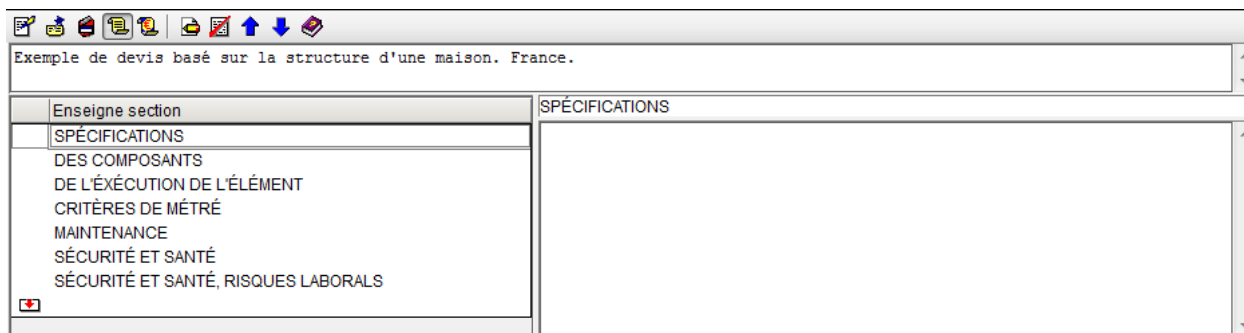 Exemple de devis basé sur la structure d'une maison. France.
Enseigne section
SPÉCIFICATIONS
DES COMPOSANTS
DE L'ÉXÉCUTION DE L'ÉLÉMENT
CRITÈRES DE MÉTRÉ
MAINTENANCE
SÉCURITÉ ET SANTÉ
SÉCURITÉ ET SANTÉ, RISQUES LABORALS
SPÉCIFICATIONS